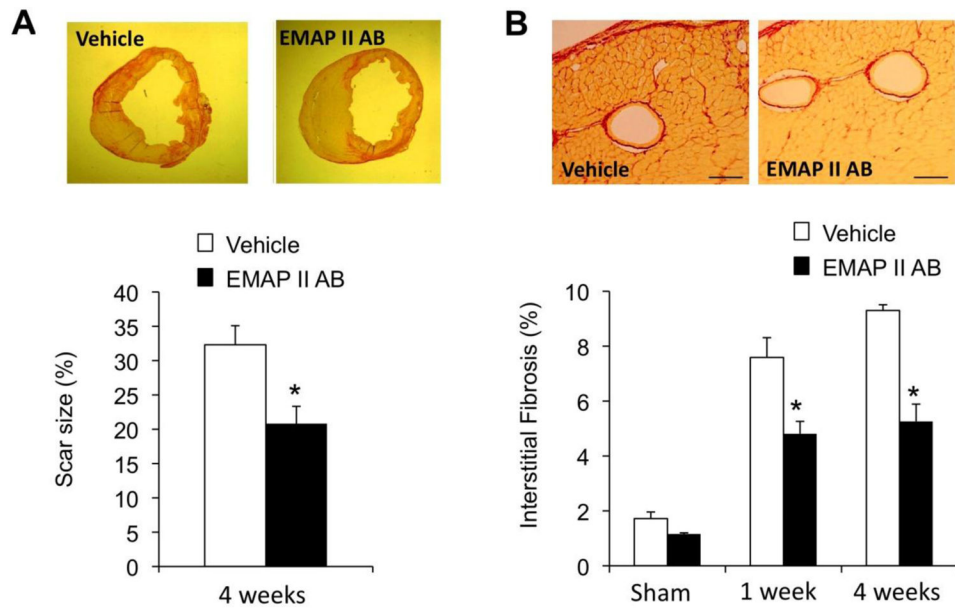 A
Vehicle
EMAP II AB
Vehicle
EMAP II AB
Scar size (%)
40
35
30
25
20
15
10
5
0
*
4 weeks
B
Vehicle
EMAP II AB
Vehicle
EMAP II AB
Interstitial Fibrosis (%)
10
8
6
4
2
0
*
*
Sham 1 week 4 weeks